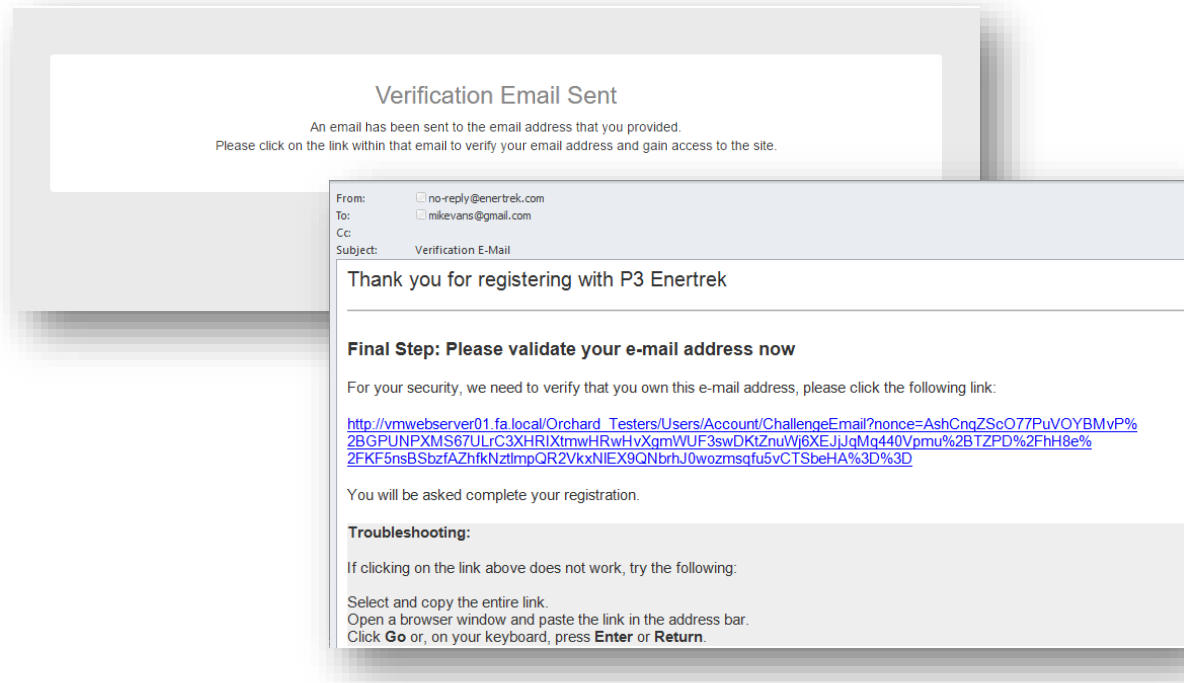 Verification Email Sent
An email has been sent to the email address that you provided.
Please click on the link within that email to verify your email address and gain access to the site.
From: no-reply@enertrek.com
To: mikevans@gmail.com
Cc:
Subject: Verification E-Mail
Thank you for registering with P3 Enertrek
Final Step: Please validate your e-mail address now
For your security, we need to verify that you own this e-mail address, please click the following link:
http://vmwebserver01.fa.local/Orchard_Testers/Users/Account/ChallengeEmail?nonce=AshCnqZScO77PuVOYBMvP%
2BGPUNPXMS67ULrC3XHRIXtmwHRwHvXgmWUF3swDKtZnuWj6XEJjJqMq440Vpmu%2BTZPD%2FhH8e%
2FKF5nsBSbzfAZhfkNztlmpQR2VkxNlEX9QNbrhJ0wozmsqfu5vCTSbeHA%3D%3D
You will be asked complete your registration.
Troubleshooting:
If clicking on the link above does not work, try the following:
Select and copy the entire link.
Open a browser window and paste the link in the address bar.
Click Go or, on your keyboard, press Enter or Return.